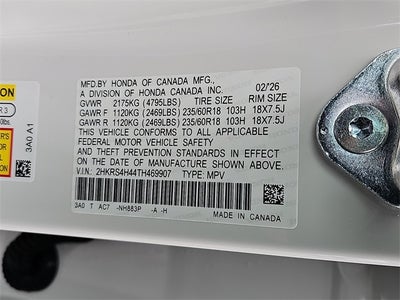 MFD.BY HONDA OF CANADA MFG.,
A DIVISION OF HONDA CANADA INC. 02/'26
GVWR 2175KG (4795LBS) TIRE SIZE RIM SIZE
GAWR F 1120KG (2469LBS) 235/60R18 103H 18X7.5J
GAWR R 1120KG (2469LBS) 235/60R18 103H 18X7.5J
THIS VEHICLE CONFORMS TO ALL APPLICABLE
FEDERAL MOTOR VEHICLE SAFETY
AND THEFT PREVENTION STANDARDS IN EFFECT
ON THE DATE OF MANUFACTURE SHOWN ABOVE.
V.I.N: 2HKRS4H44TH469907 TYPE: MPV
3A0 T AC7 -NH883P -A -H MADE IN CANADA
3A0 A1
R 3